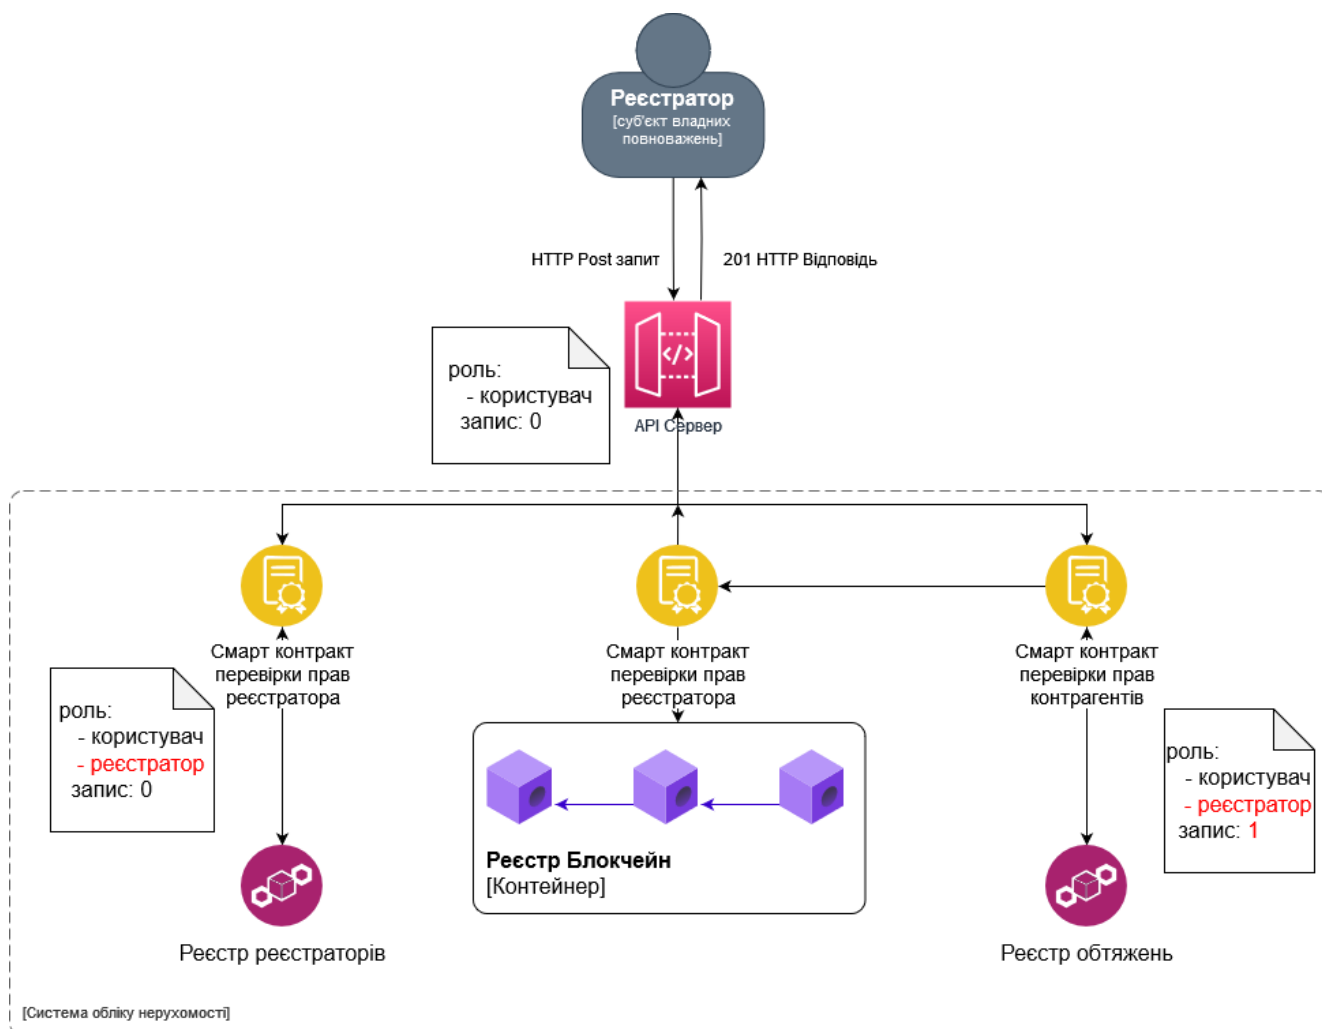 Реєстратор
[суб'єкт владних
повноважень]
HTTP Post запит
201 HTTP Відповідь
роль:
- користувач
запис: 0
API Сервер
Смарт контракт
перевірки прав
реєстратора
Смарт контракт
перевірки прав
реєстратора
Смарт контракт
перевірки прав
контрагентів
роль:
- користувач
- реєстратор
запис: 0
роль:
- користувач
- реєстратор
запис: 1
Реєстр Блокчейн
[Контейнер]
Реєстр реєстраторів
Реєстр обтяжень
[Система обліку нерухомості]